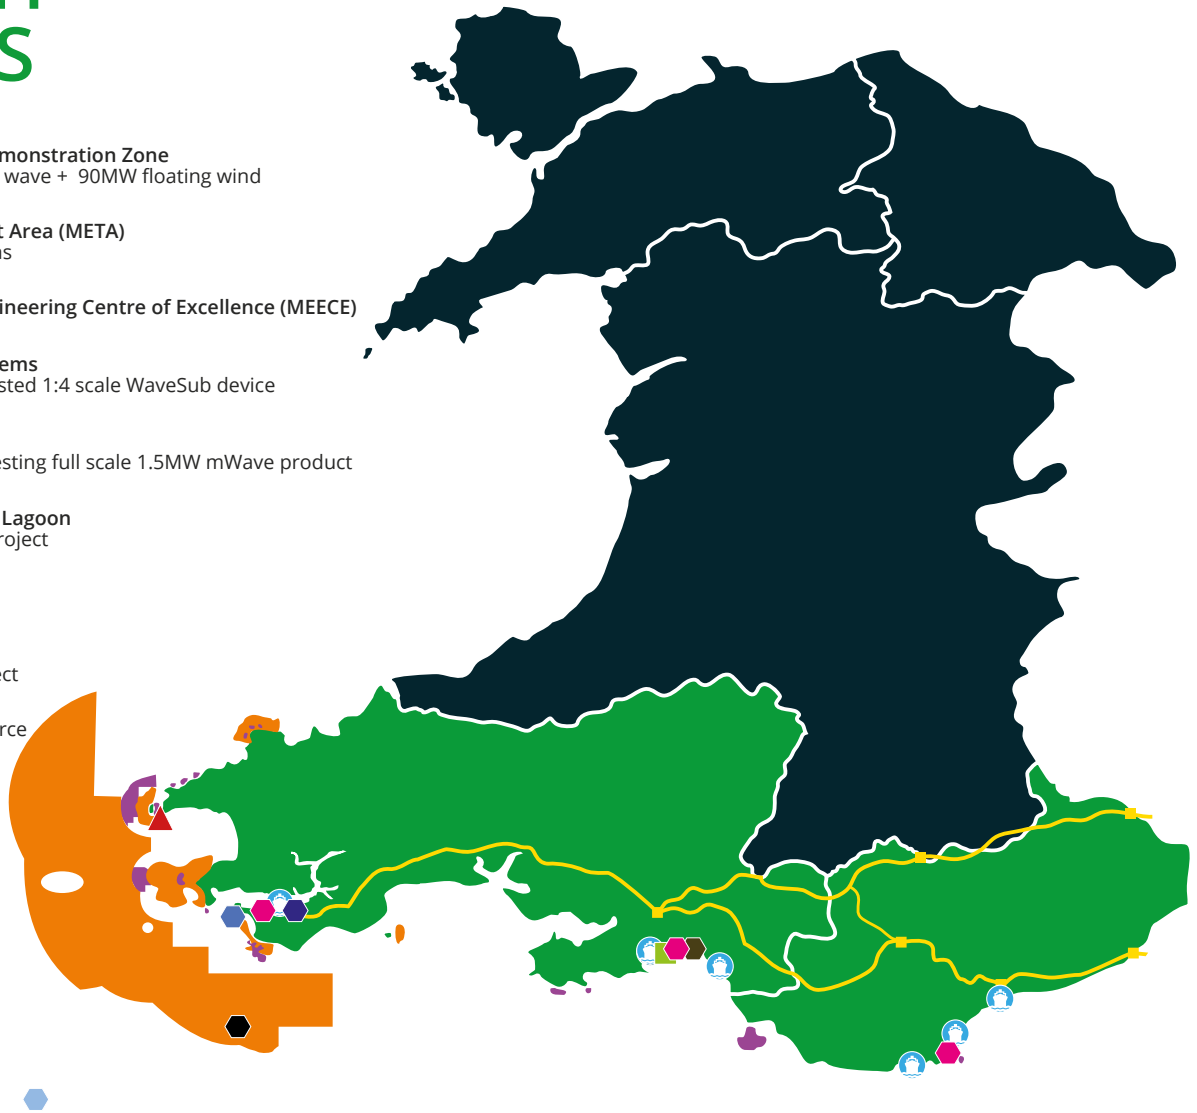 S
monstration Zone
wave + 90MW floating wind
t Area (META)
ns
ineering Centre of Excellence (MEECE)
ems
sted 1:4 scale WaveSub device
esting full scale 1.5MW mWave product
Lagoon
roject
ect
rce